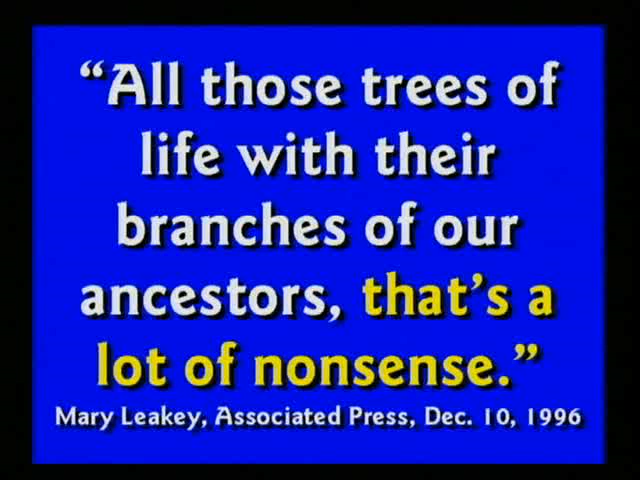 “All those trees of
life with their
branches of our
ancestors, that’s a
lot of nonsense.”
Mary Leakey, Associated Press, Dec. 10, 1996